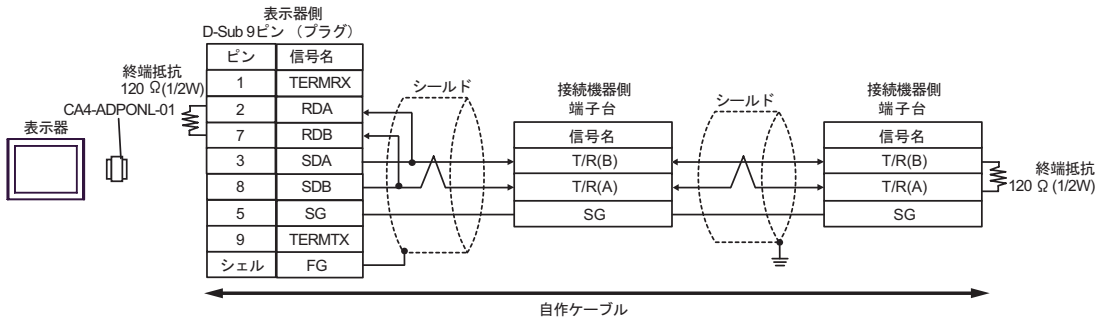 表示器側
D-Sub 9ピン （プラグ）
ピン 信号名
1 TERMRX
2 RDA
7 RDB
3 SDA
8 SDB
5 SG
9 TERMTX
シェル FG
終端抵抗
120 Ω(1/2W)
CA4-ADPONL-01
表示器
シールド
接続機器側
端子台
信号名
T/R(B)
T/R(A)
SG
シールド
接続機器側
端子台
信号名
T/R(B)
T/R(A)
SG
終端抵抗
120 Ω (1/2W)
自作ケーブル